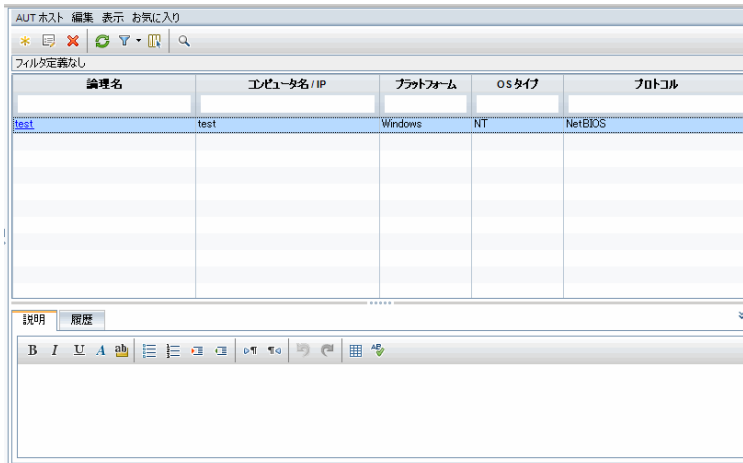 AUT ホスト 編集 表示 お気に入り
フィルタ定義なし
論理名 コンピュータ名 / IP プラットフォーム OS タイプ プロトコル
test test Windows NT NetBIOS
説明 履歴
B I U A ab